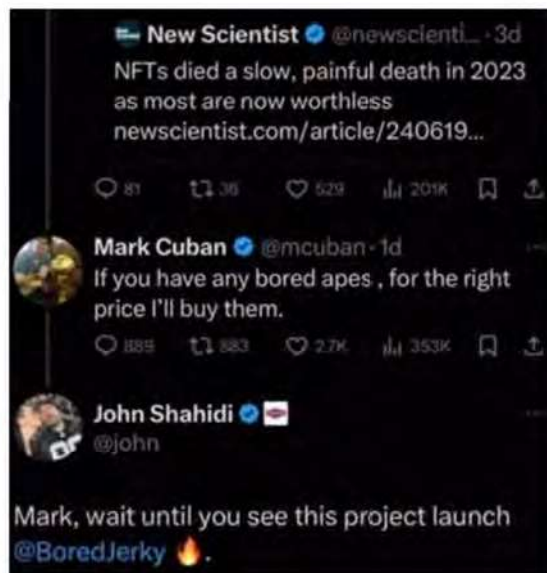 New Scientist @newscienti... · 3d
NFTs died a slow, painful death in 2023
as most are now worthless
newscientist.com/article/240619...
81 36 529 201K
Mark Cuban @mcuban · 1d
If you have any bored apes , for the right
price I'll buy them.
889 883 2.7K 353K
John Shahidi
@john
Mark, wait until you see this project launch
@BoredJerky 🔥.